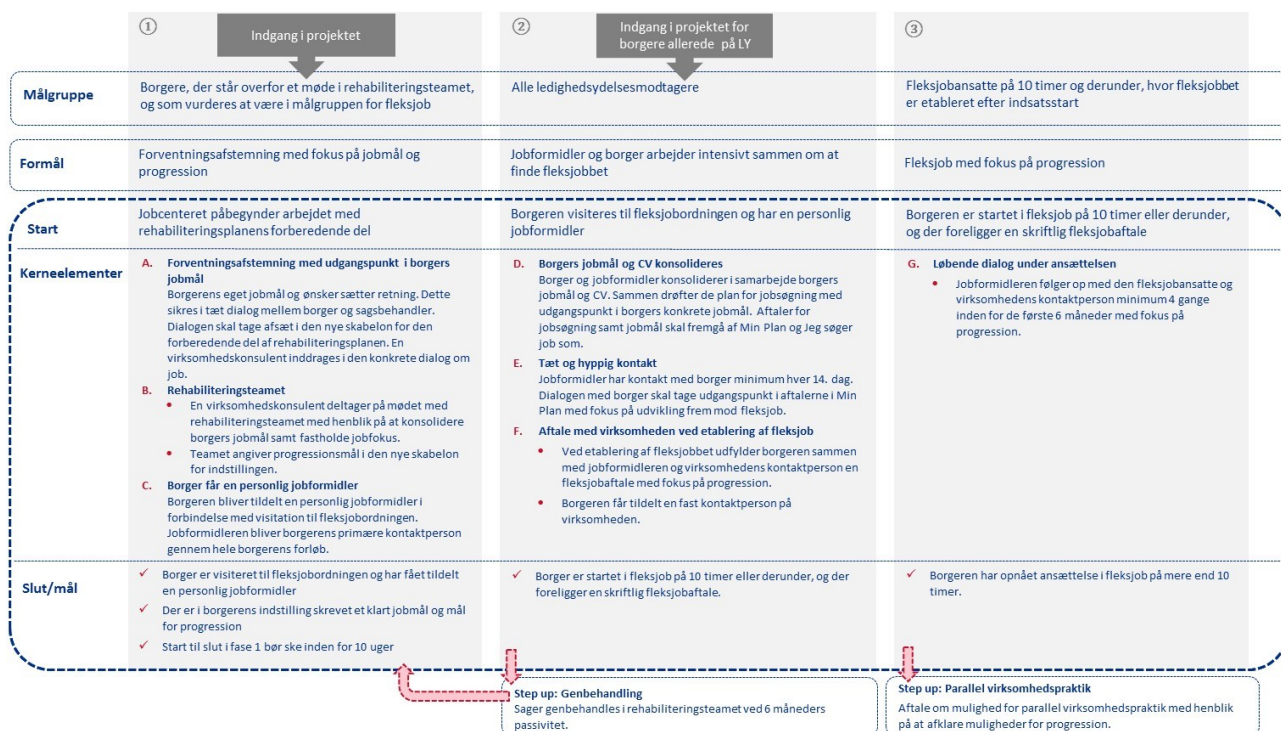 ①
Indgang i projektet
②
Indgang i projektet for
borgere allerede på LY
③
Målgruppe
Borgere, der står overfor et møde i rehabiliteringsteamet,
og som vurderes at være i målgruppen for fleksjob
Alle ledighedsydelsesmodtagere
Fleksjobansatte på 10 timer og derunder, hvor fleksjobbet
er etableret efter indsatsstart
Formål
Forventningsafstemning med fokus på jobmål og
progression
Jobformidler og borger arbejder intensivt sammen om at
finde fleksjobbet
Fleksjob med fokus på progression
Start
Jobcenteret påbegynder arbejdet med
rehabiliteringsplanens forberedende del
Borgeren visiteres til fleksjobordningen og har en personlig
jobformidler
Borgeren er startet i fleksjob på 10 timer eller derunder,
og der foreligger en skriftlig fleksjobaftale
Kerneelementer
A. Forventningsafstemning med udgangspunkt i borgers
jobmål
Borgerens eget jobmål og ønsker sætter retning. Dette
sikres i tæt dialog mellem borger og sagsbehandler.
Dialogen skal tage afsæt i den nye skabelon for den
forberedende del af rehabiliteringsplanen. En
virksomhedskonsulent inddrages i den konkrete dialog om
job.
B. Rehabiliteringsteamet
• En virksomhedskonsulent deltager på mødet med
rehabiliteringsteamet med henblik på at konsolidere
borgers jobmål samt fastholde jobfokus.
• Teamet angiver progressionsmål i den nye skabelon
for indstillingen.
C. Borger får en personlig jobformidler
Borgeren bliver tildelt en personlig jobformidler i
forbindelse med visitation til fleksjobordningen.
Jobformidleren bliver borgerens primære kontaktperson
gennem hele borgerens forløb.
D. Borgers jobmål og CV konsolideres
Borger og jobformidler konsoliderer i samarbejde borgers
jobmål og CV. Sammen drøfter de plan for jobsøgning med
udgangspunkt i borgers konkrete jobmål. Aftaler for
jobsøgning samt jobmål skal fremgå af Min Plan og Jeg søger
job som.
E. Tæt og hyppig kontakt
Jobformidler har kontakt med borger minimum hver 14. dag.
Dialogen med borger skal tage udgangspunkt i aftalerne i Min
Plan med fokus på udvikling frem mod fleksjob.
F. Aftale med virksomheden ved etablering af fleksjob
• Ved etablering af fleksjobbet udfylder borgeren sammen
med jobformidleren og virksomhedens kontaktperson en
fleksjobaftale med fokus på progression.
• Borgeren får tildelt en fast kontaktperson på
virksomheden.
G. Løbende dialog under ansættelsen
• Jobformidleren følger op med den fleksjobansatte og
virksomhedens kontaktperson minimum 4 gange
inden for de første 6 måneder med fokus på
progression.
Slut/mål
✓ Borger er visiteret til fleksjobordningen og har fået tildelt
en personlig jobformidler
✓ Der er i borgerens indstilling skrevet et klart jobmål og mål
for progression
✓ Start til slut i fase 1 bør ske inden for 10 uger
✓ Borger er startet i fleksjob på 10 timer eller derunder, og der
foreligger en skriftlig fleksjobaftale.
✓ Borgeren har opnået ansættelse i fleksjob på mere end 10
timer.
Step up: Genbehandling
Sager genbehandles i rehabiliteringsteamet ved 6 måneders
passivitet.
Step up: Parallel virksomhedspraktik
Aftale om mulighed for parallel virksomhedspraktik med henblik
på at afklare muligheder for progression.